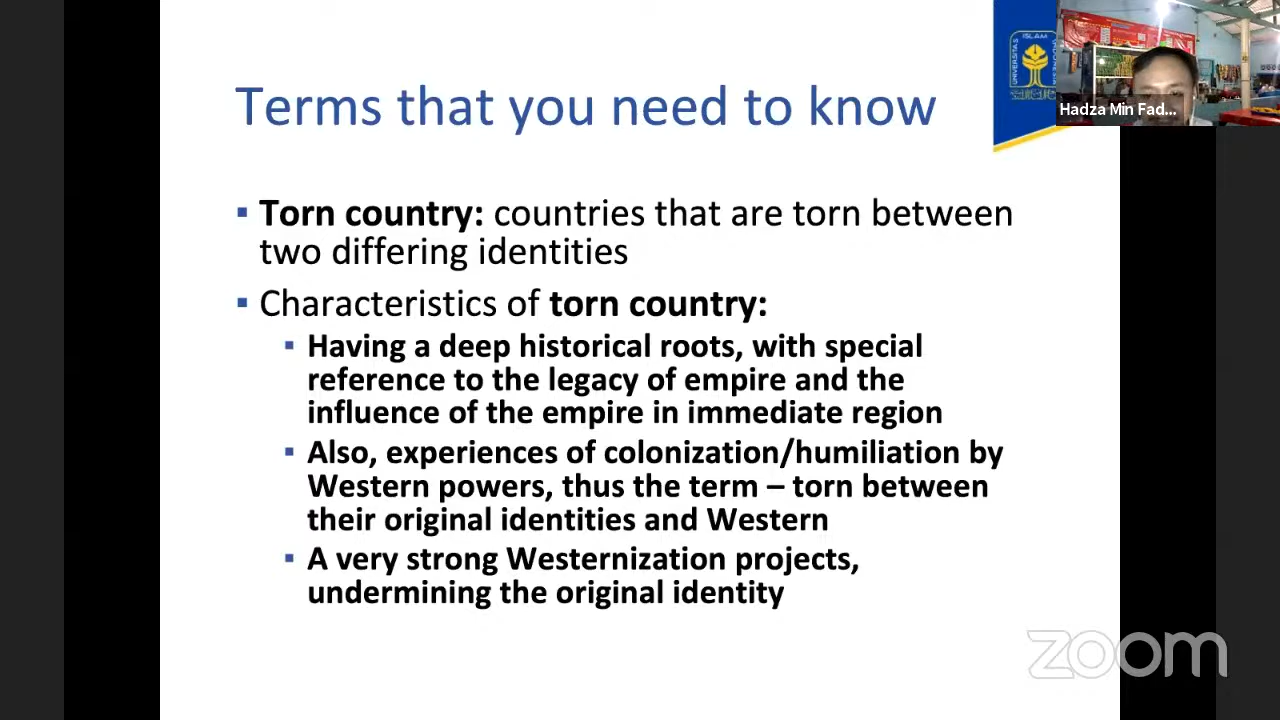 Terms that you need to know
UNIVERSITAS ISLAM INDONESIA
Hadza Min Fad...
▪ Torn country: countries that are torn between
two differing identities
▪ Characteristics of torn country:
▪ Having a deep historical roots, with special
reference to the legacy of empire and the
influence of the empire in immediate region
▪ Also, experiences of colonization/humiliation by
Western powers, thus the term – torn between
their original identities and Western
▪ A very strong Westernization projects,
undermining the original identity
zoom